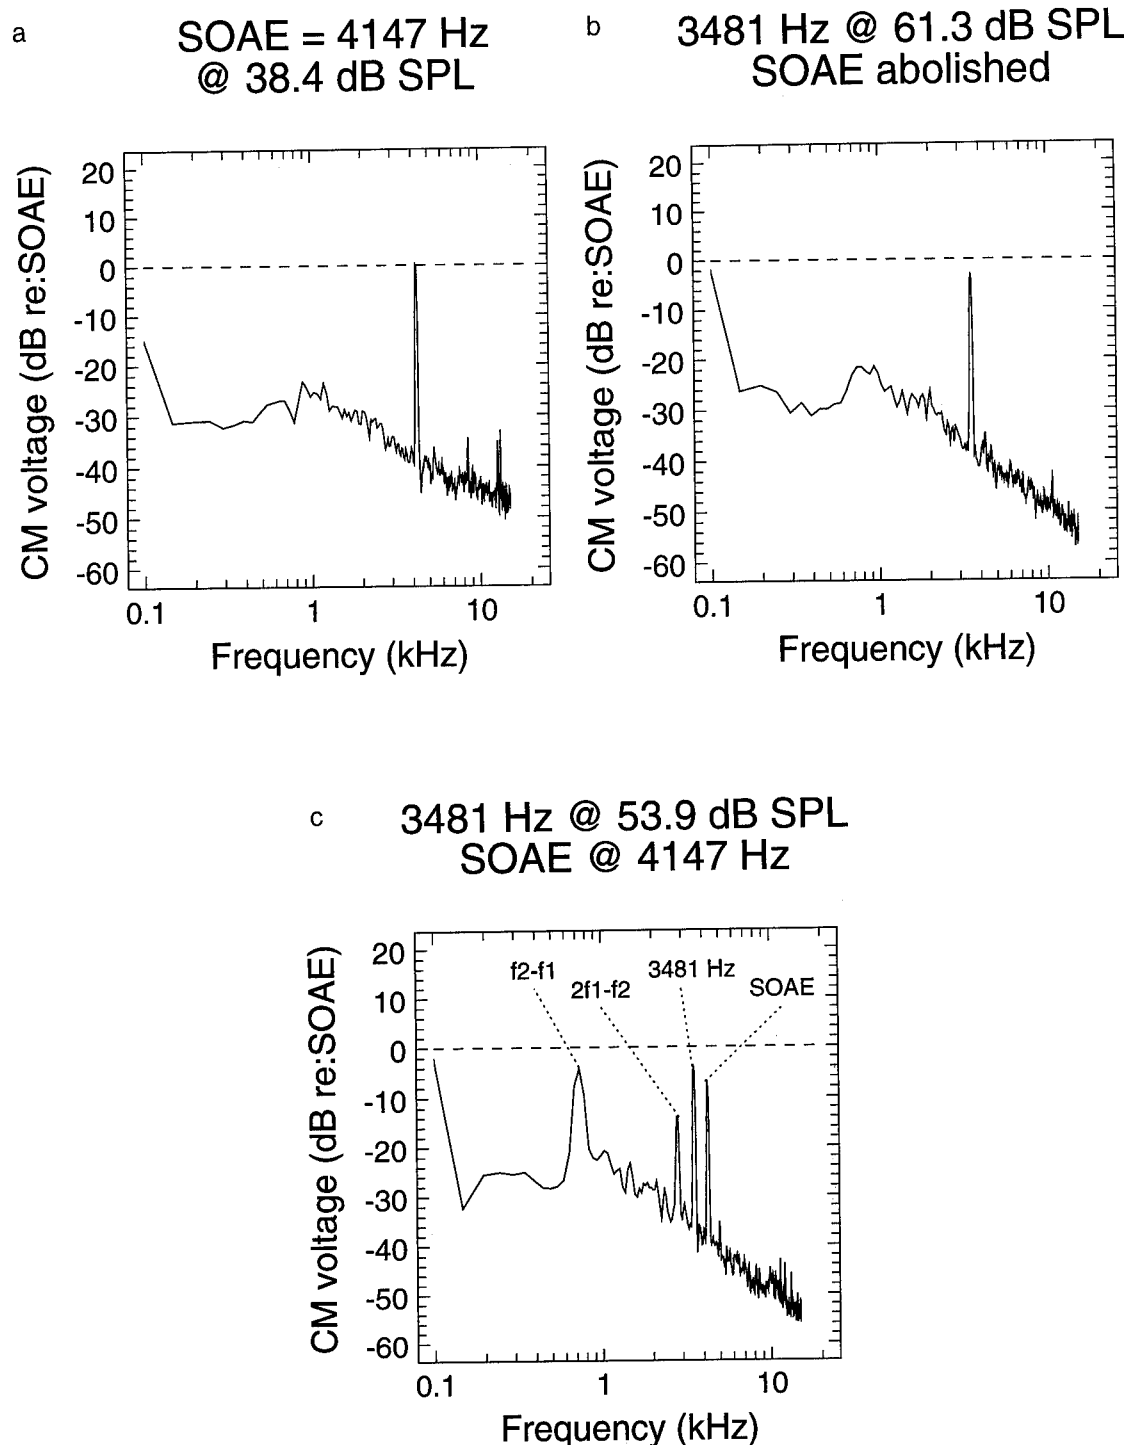 a
SOAE = 4147 Hz
@ 38.4 dB SPL
CM voltage (dB re:SOAE)
20
10
0
-10
-20
-30
-40
-50
-60
0.1 1 10
Frequency (kHz)
b
3481 Hz @ 61.3 dB SPL
SOAE abolished
CM voltage (dB re:SOAE)
20
10
0
-10
-20
-30
-40
-50
-60
0.1 1 10
Frequency (kHz)
c
3481 Hz @ 53.9 dB SPL
SOAE @ 4147 Hz
CM voltage (dB re:SOAE)
20
10
0
-10
-20
-30
-40
-50
-60
f2-f1
2f1-f2
3481 Hz
SOAE
0.1 1 10
Frequency (kHz)